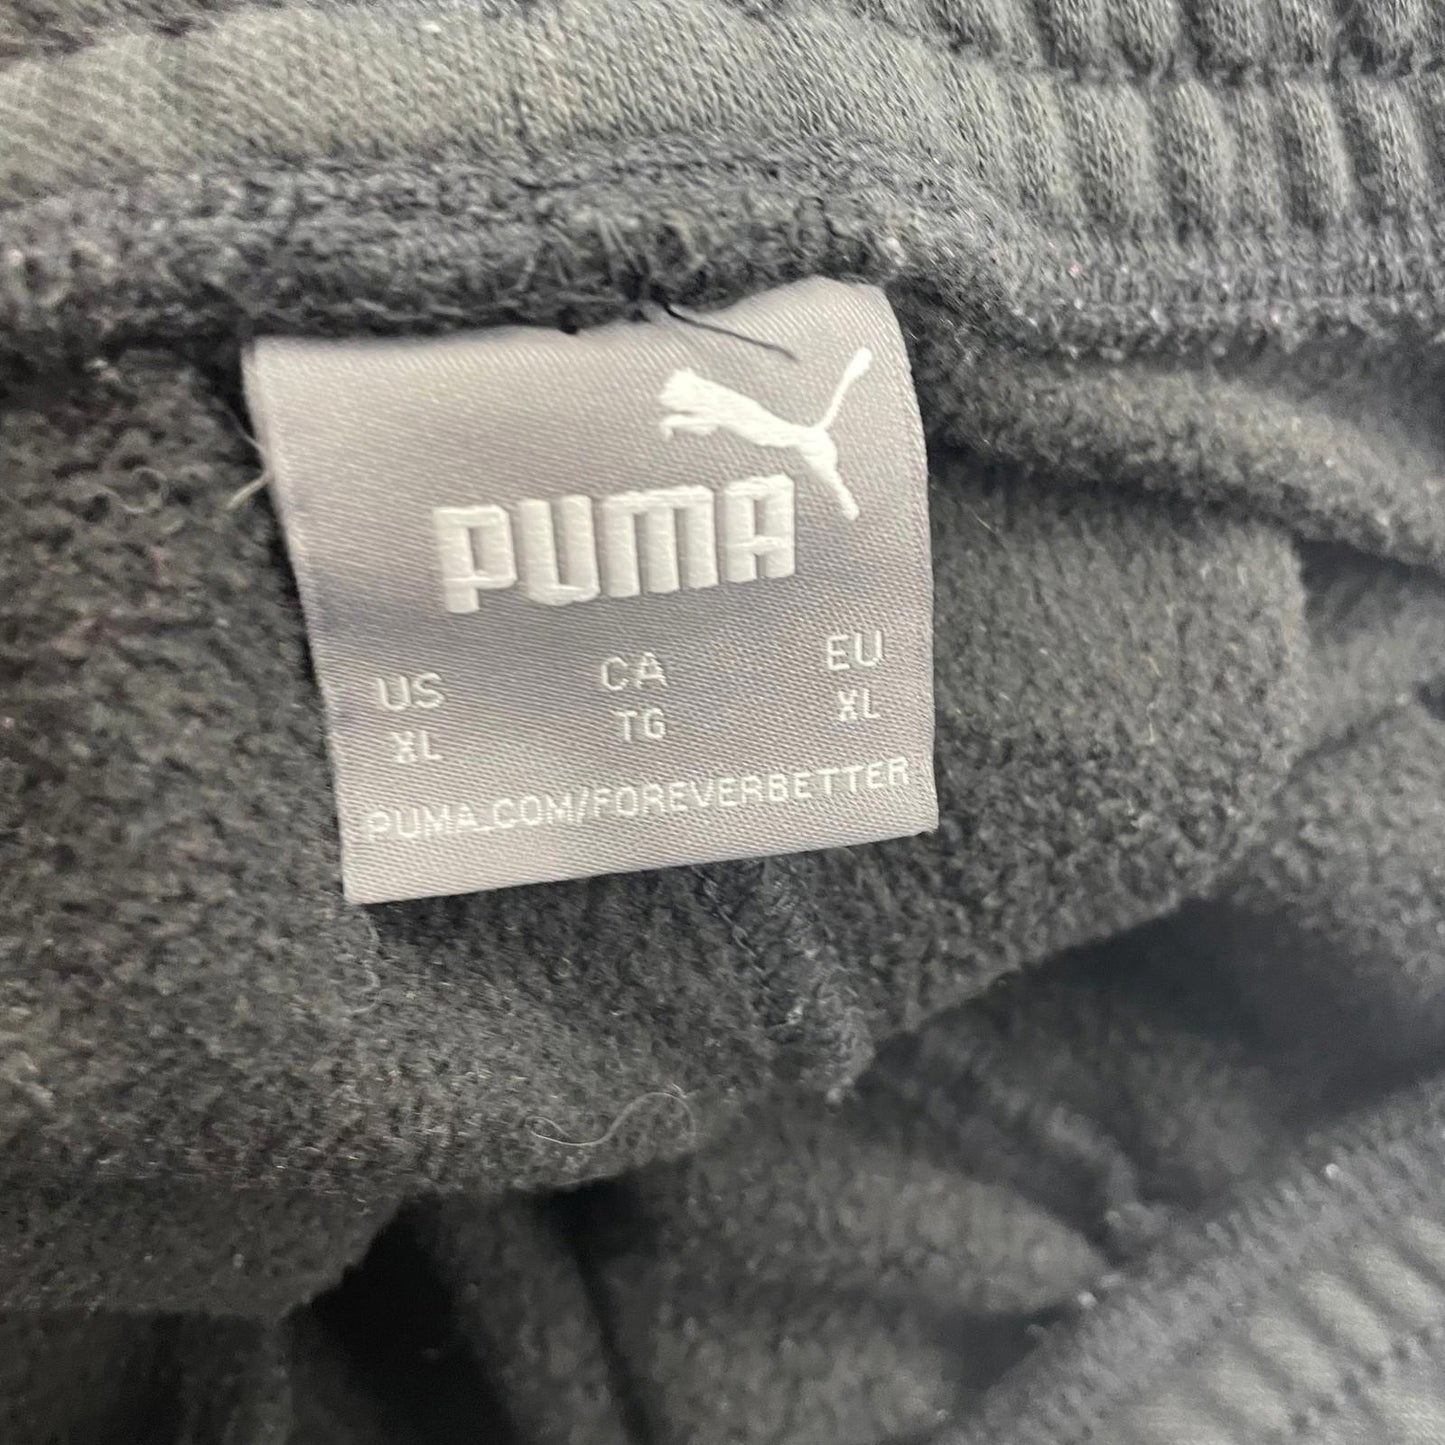 PUMA
US CA EU
XL TG XL
PUMA.COM/FOREVERBETTER